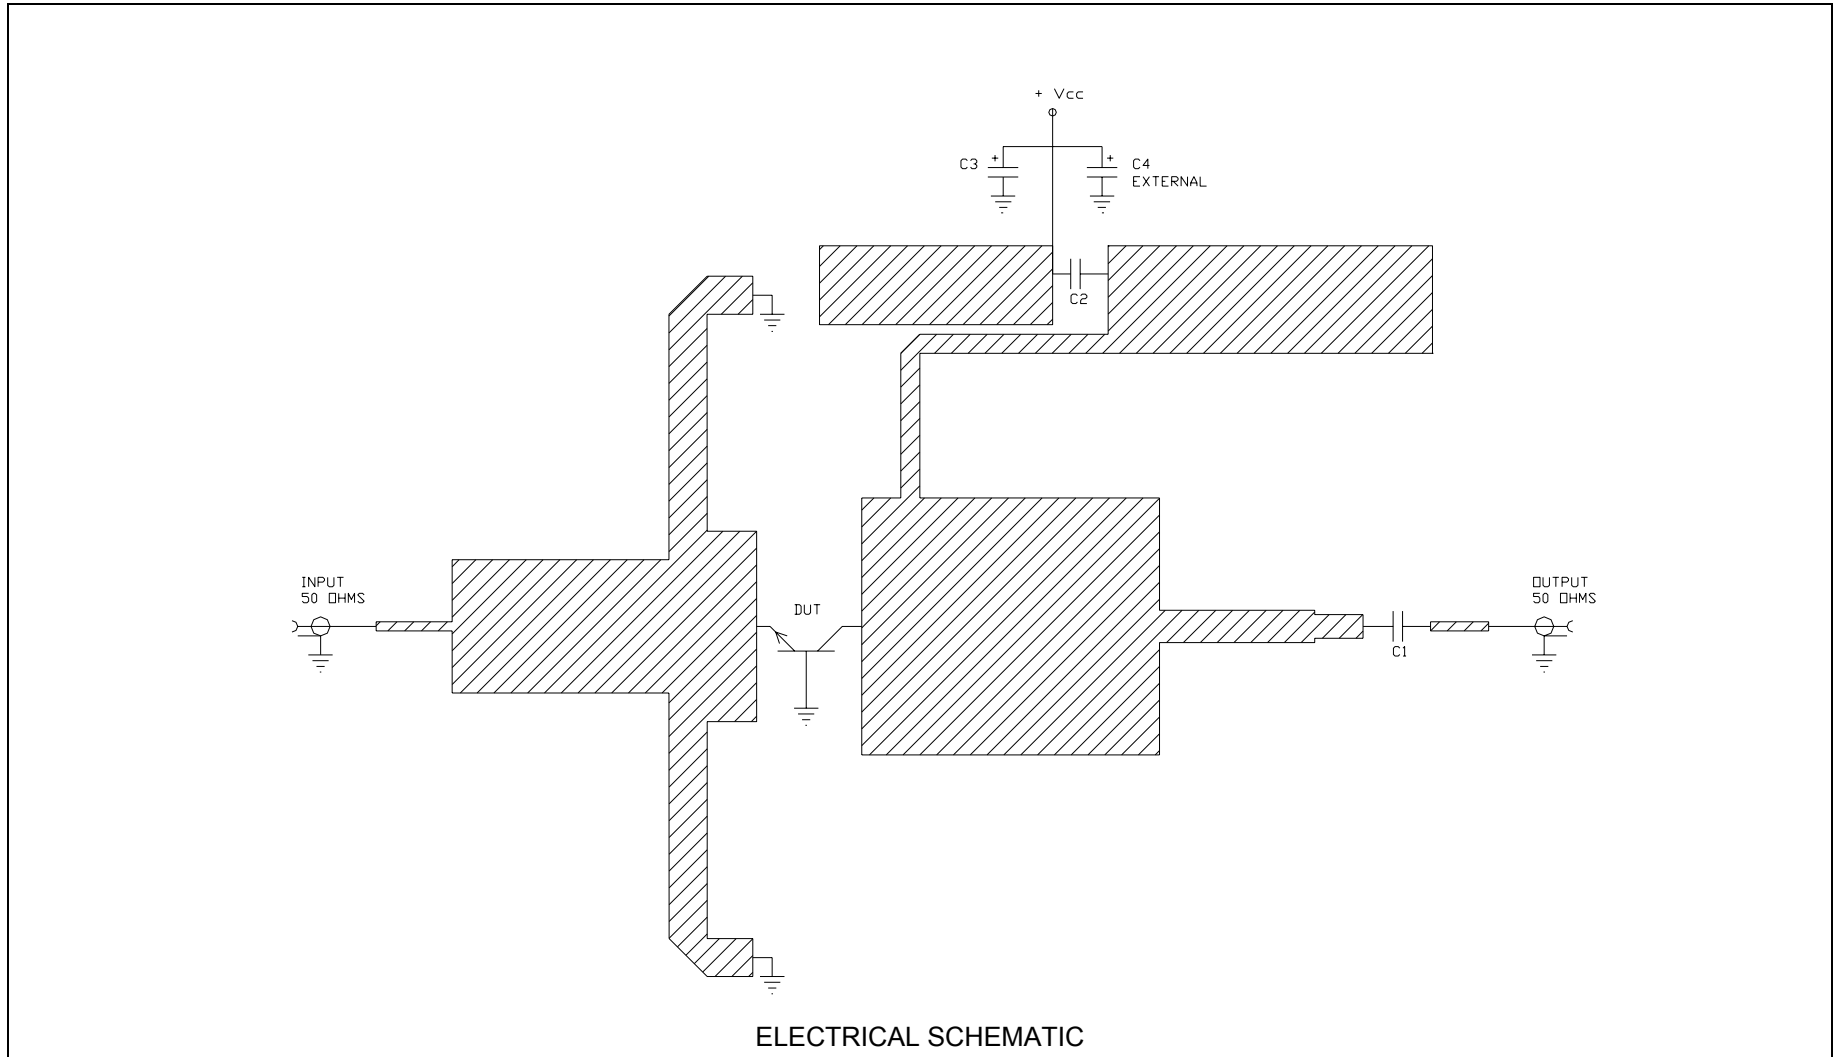 + Vcc
C3
+
+
C4
EXTERNAL
C2
INPUT
50 OHMS
DUT
OUTPUT
50 OHMS
C1
ELECTRICAL SCHEMATIC